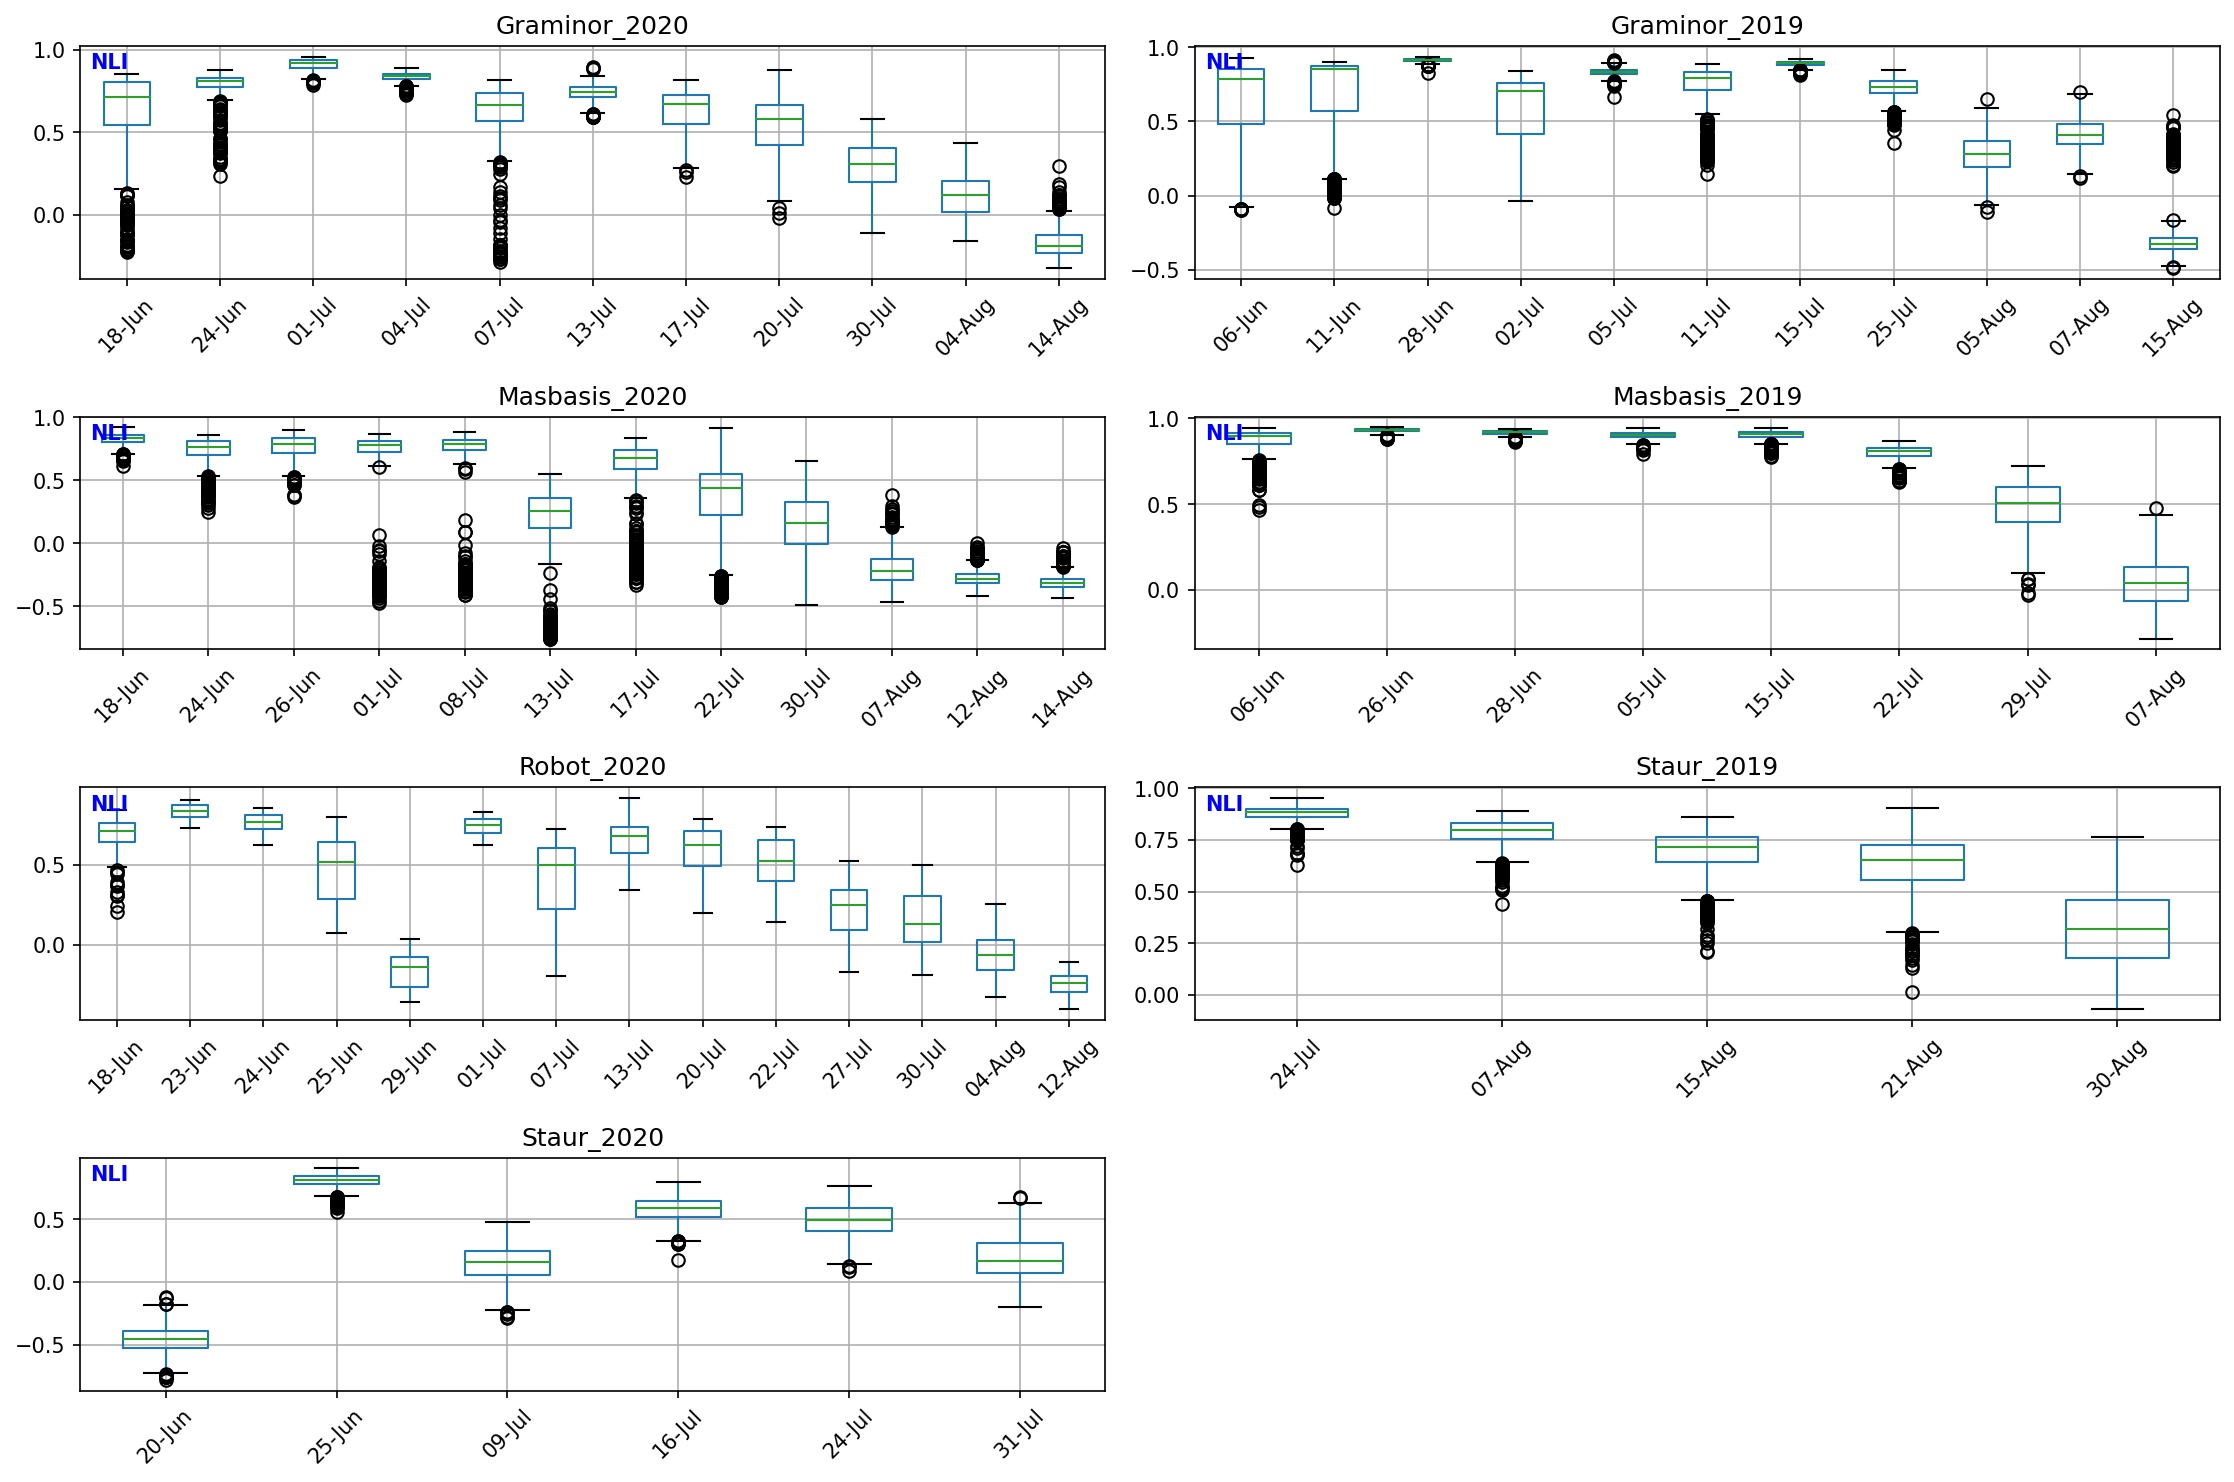 Graminor_2020
NLI
1.0
0.5
0.0
18-Jun 24-Jun 01-Jul 04-Jul 07-Jul 13-Jul 17-Jul 20-Jul 30-Jul 04-Aug 14-Aug
Graminor_2019
NLI
1.0
0.5
0.0
−0.5
06-Jun 11-Jun 28-Jun 02-Jul 05-Jul 11-Jul 15-Jul 25-Jul 05-Aug 07-Aug 15-Aug
Masbasis_2020
NLI
1.0
0.5
0.0
−0.5
18-Jun 24-Jun 26-Jun 01-Jul 08-Jul 13-Jul 17-Jul 22-Jul 30-Jul 07-Aug 12-Aug 14-Aug
Masbasis_2019
NLI
1.0
0.5
0.0
06-Jun 26-Jun 28-Jun 05-Jul 15-Jul 22-Jul 29-Jul 07-Aug
Robot_2020
NLI
0.5
0.0
18-Jun 23-Jun 24-Jun 25-Jun 29-Jun 01-Jul 07-Jul 13-Jul 20-Jul 22-Jul 27-Jul 30-Jul 04-Aug 12-Aug
Staur_2019
NLI
1.00
0.75
0.50
0.25
0.00
24-Jul 07-Aug 15-Aug 21-Aug 30-Aug
Staur_2020
NLI
0.5
0.0
−0.5
20-Jun 25-Jun 09-Jul 16-Jul 24-Jul 31-Jul